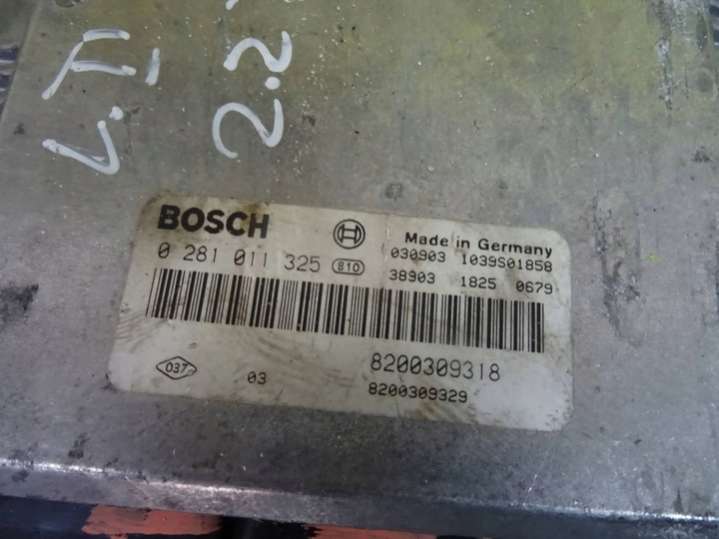 L.T.
2.2
BOSCH
Made in Germany
0 281 011 325 810
030903 1039S01858
38903 1825 0679
8200309318
037
03
8200309329